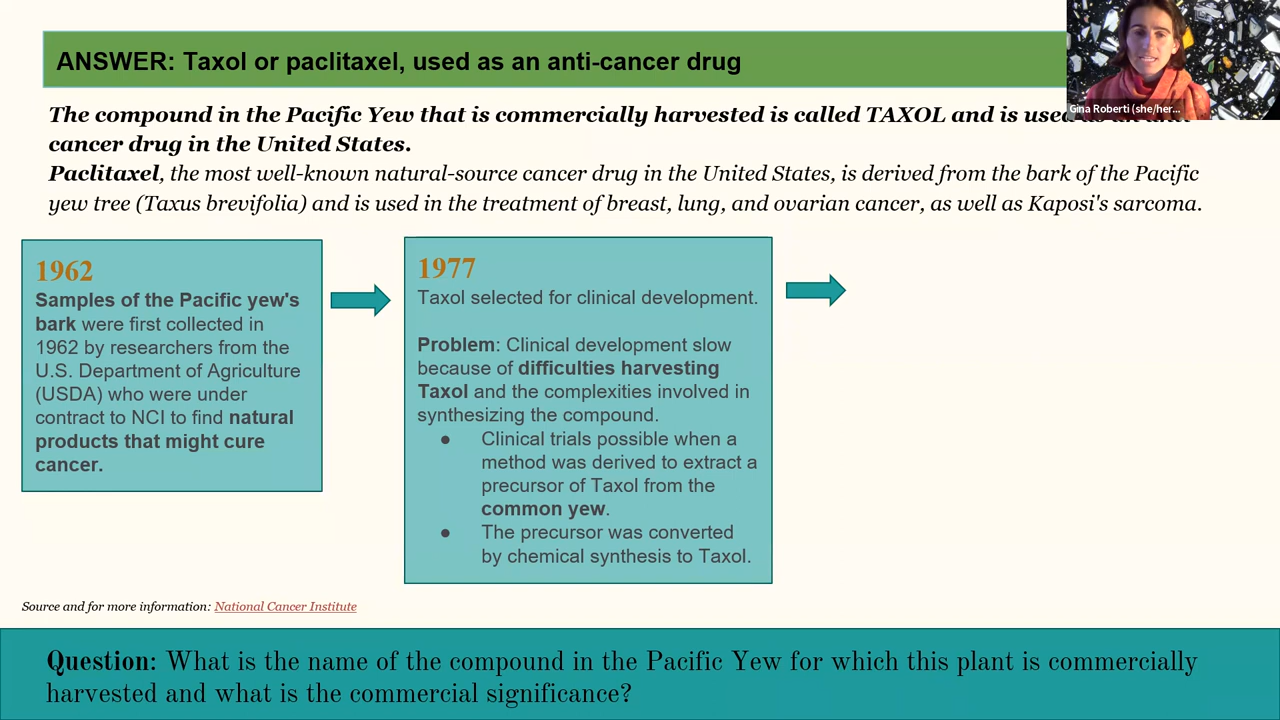 ANSWER: Taxol or paclitaxel, used as an anti-cancer drug
Gina Roberti (she/her...
The compound in the Pacific Yew that is commercially harvested is called TAXOL and is used
cancer drug in the United States.
Paclitaxel, the most well-known natural-source cancer drug in the United States, is derived from the bark of the Pacific
yew tree (Taxus brevifolia) and is used in the treatment of breast, lung, and ovarian cancer, as well as Kaposi's sarcoma.
1962
Samples of the Pacific yew's
bark were first collected in
1962 by researchers from the
U.S. Department of Agriculture
(USDA) who were under
contract to NCI to find natural
products that might cure
cancer.
1977
Taxol selected for clinical development.
Problem: Clinical development slow
because of difficulties harvesting
Taxol and the complexities involved in
synthesizing the compound.
● Clinical trials possible when a
method was derived to extract a
precursor of Taxol from the
common yew.
● The precursor was converted
by chemical synthesis to Taxol.
Source and for more information: National Cancer Institute
Question: What is the name of the compound in the Pacific Yew for which this plant is commercially
harvested and what is the commercial significance?